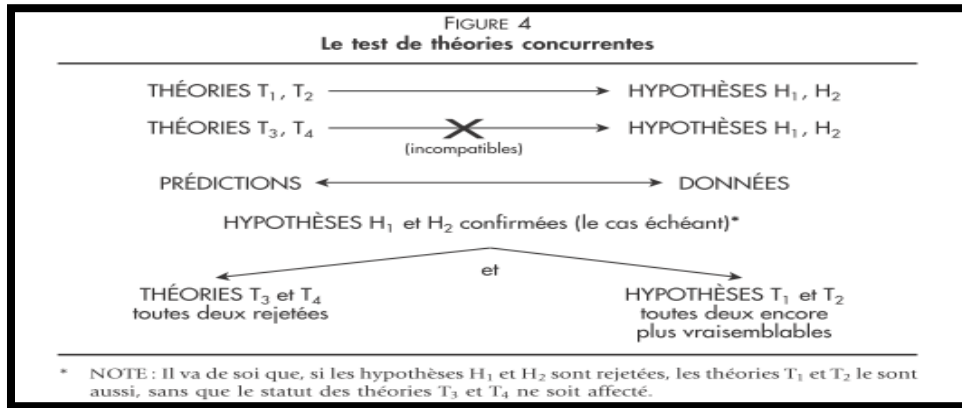 FIGURE 4
Le test de théories concurrentes
THÉORIES T₁, T₂ HYPOTHÈSES H₁, H₂
THÉORIES T₃, T₄ HYPOTHÈSES H₁, H₂
(incompatibles)
PRÉDICTIONS DONNÉES
HYPOTHÈSES H₁ et H₂ confirmées (le cas échéant)*
et
THÉORIES T₃ et T₄
toutes deux rejetées
HYPOTHÈSES T₁ et T₂
toutes deux encore
plus vraisemblables
* NOTE : Il va de soi que, si les hypothèses H₁ et H₂ sont rejetées, les théories T₁ et T₂ le sont
aussi, sans que le statut des théories T₃ et T₄ ne soit affecté.